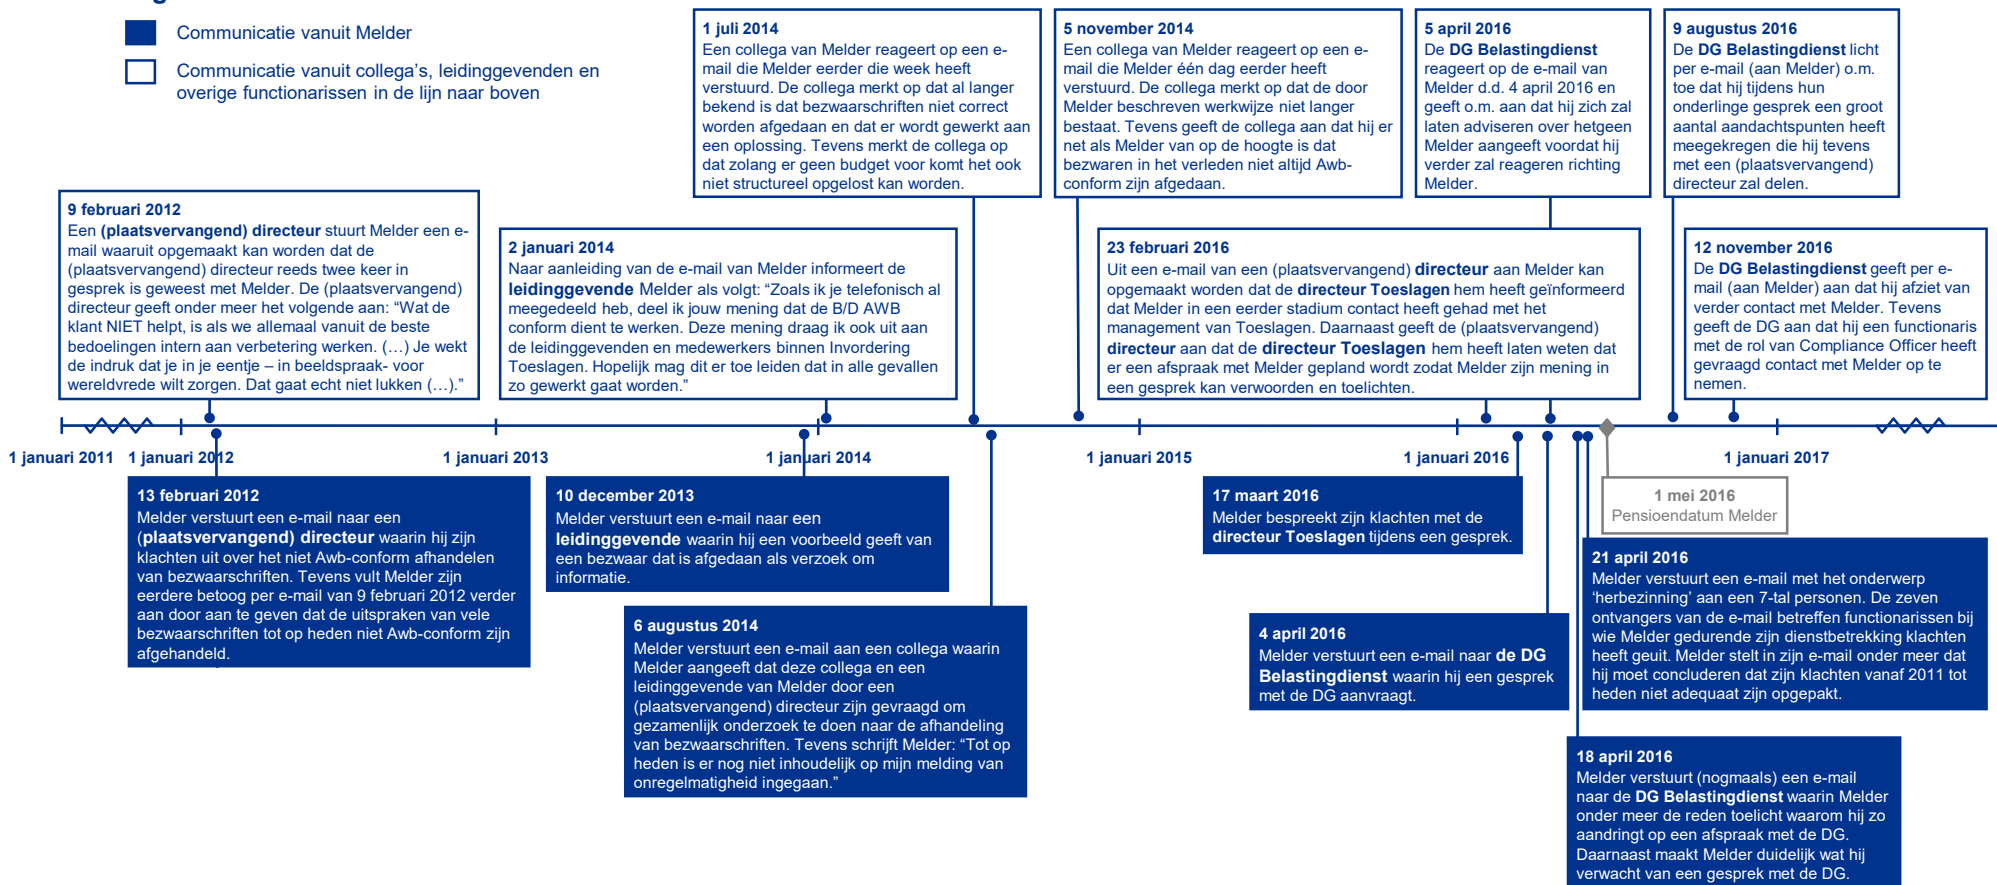 Communicatie vanuit Melder
Communicatie vanuit collega's, leidinggevenden en
overige functionarissen in de lijn naar boven
1 juli 2014
Een collega van Melder reageert op een e-
mail die Melder eerder die week heeft
verstuurd. De collega merkt op dat al langer
bekend is dat bezwaarschriften niet correct
worden afgedaan en dat er wordt gewerkt aan
een oplossing. Tevens merkt de collega op
dat zolang er geen budget voor komt het ook
niet structureel opgelost kan worden.
5 november 2014
Een collega van Melder reageert op een e-
mail die Melder één dag eerder heeft
verstuurd. De collega merkt op dat de door
Melder beschreven werkwijze niet langer
bestaat. Tevens geeft de collega aan dat hij er
net als Melder van op de hoogte is dat
bezwaren in het verleden niet altijd Awb-
conform zijn afgedaan.
5 april 2016
De DG Belastingdienst
reageert op de e-mail van
Melder d.d. 4 april 2016 en
geeft o.m. aan dat hij zich zal
laten adviseren over hetgeen
Melder aangeeft voordat hij
verder zal reageren richting
Melder.
9 augustus 2016
De DG Belastingdienst licht
per e-mail (aan Melder) o.m.
toe dat hij tijdens hun
onderlinge gesprek een groot
aantal aandachtspunten heeft
meegekregen die hij tevens
met een (plaatsvervangend)
directeur zal delen.
9 februari 2012
Een (plaatsvervangend) directeur stuurt Melder een e-
mail waaruit opgemaakt kan worden dat de
(plaatsvervangend) directeur reeds twee keer in
gesprek is geweest met Melder. De (plaatsvervangend)
directeur geeft onder meer het volgende aan: “Wat de
klant NIET helpt, is als we allemaal vanuit de beste
bedoelingen intern aan verbetering werken. (…) Je wekt
de indruk dat je in je eentje – in beeldspraak- voor
wereldvrede wilt zorgen. Dat gaat echt niet lukken (…).”
2 januari 2014
Naar aanleiding van de e-mail van Melder informeert de
leidinggevende Melder als volgt: “Zoals ik je telefonisch al
meegedeeld heb, deel ik jouw mening dat de B/D AWB
conform dient te werken. Deze mening draag ik ook uit aan
de leidinggevenden en medewerkers binnen Invordering
Toeslagen. Hopelijk mag dit er toe leiden dat in alle gevallen
zo gewerkt gaat worden.”
23 februari 2016
Uit een e-mail van een (plaatsvervangend) directeur aan Melder kan
opgemaakt worden dat de directeur Toeslagen hem heeft geïnformeerd
dat Melder in een eerder stadium contact heeft gehad met het
management van Toeslagen. Daarnaast geeft de (plaatsvervangend)
directeur aan dat de directeur Toeslagen hem heeft laten weten dat
er een afspraak met Melder gepland wordt zodat Melder zijn mening in
een gesprek kan verwoorden en toelichten.
12 november 2016
De DG Belastingdienst geeft per e-
mail (aan Melder) aan dat hij afziet van
verder contact met Melder. Tevens
geeft de DG aan dat hij een functionaris
met de rol van Compliance Officer heeft
gevraagd contact met Melder op te
nemen.
1 januari 2011 1 januari 2012 1 januari 2013 1 januari 2014 1 januari 2015 1 januari 2016 1 januari 2017
13 februari 2012
Melder verstuurt een e-mail naar een
(plaatsvervangend) directeur waarin hij zijn
klachten uit over het niet Awb-conform afhandelen
van bezwaarschriften. Tevens vult Melder zijn
eerdere betoog per e-mail van 9 februari 2012 verder
aan door aan te geven dat de uitspraken van vele
bezwaarschriften tot op heden niet Awb-conform zijn
afgehandeld.
10 december 2013
Melder verstuurt een e-mail naar een
leidinggevende waarin hij een voorbeeld geeft van
een bezwaar dat is afgedaan als verzoek om
informatie.
6 augustus 2014
Melder verstuurt een e-mail aan een collega waarin
Melder aangeeft dat deze collega en een
leidinggevende van Melder door een
(plaatsvervangend) directeur zijn gevraagd om
gezamenlijk onderzoek te doen naar de afhandeling
van bezwaarschriften. Tevens schrijft Melder: “Tot op
heden is er nog niet inhoudelijk op mijn melding van
onregelmatigheid ingegaan.”
17 maart 2016
Melder bespreekt zijn klachten met de
directeur Toeslagen tijdens een gesprek.
1 mei 2016
Pensioendatum Melder
4 april 2016
Melder verstuurt een e-mail naar de DG
Belastingdienst waarin hij een gesprek
met de DG aanvraagt.
21 april 2016
Melder verstuurt een e-mail met het onderwerp
‘herbezinning’ aan een 7-tal personen. De zeven
ontvangers van de e-mail betreffen functionarissen bij
wie Melder gedurende zijn dienstbetrekking klachten
heeft geuit. Melder stelt in zijn e-mail onder meer dat
hij moet concluderen dat zijn klachten vanaf 2011 tot
heden niet adequaat zijn opgepakt.
18 april 2016
Melder verstuurt (nogmaals) een e-mail
naar de DG Belastingdienst waarin Melder
onder meer de reden toelicht waarom hij zo
aandringt op een afspraak met de DG.
Daarnaast maakt Melder duidelijk wat hij
verwacht van een gesprek met de DG.